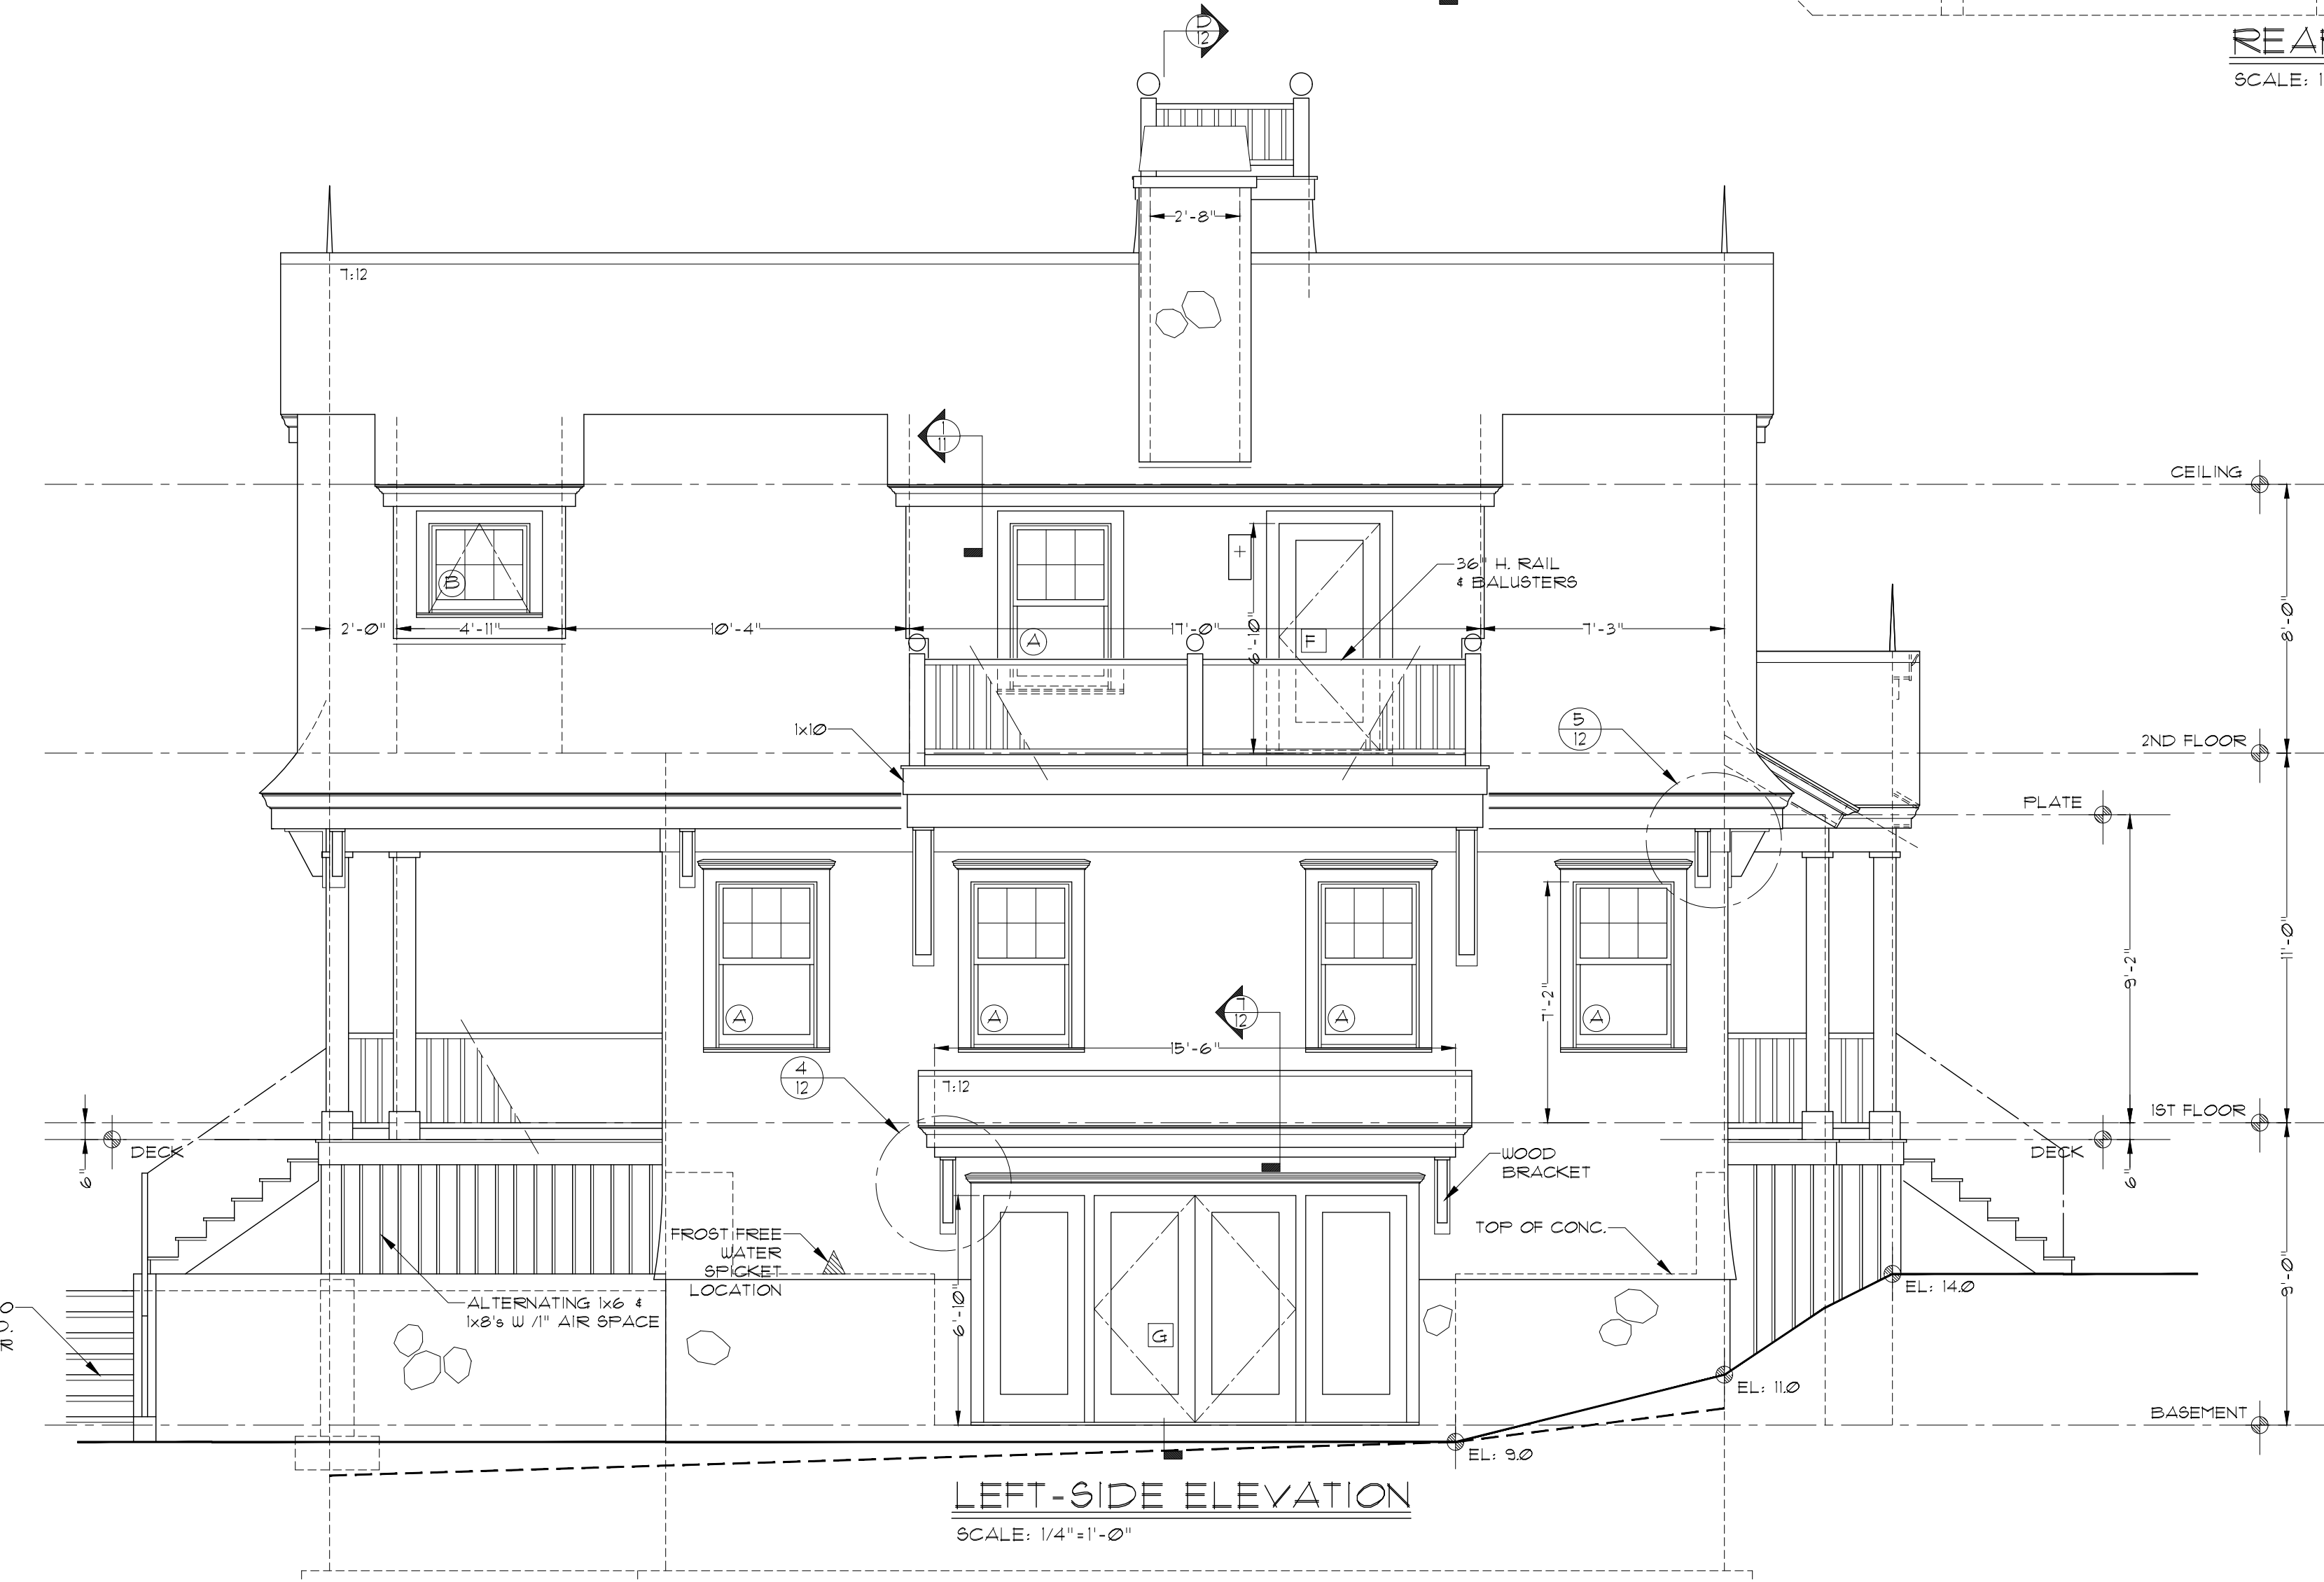 D
12
REA
SCALE: 1
2'-8"
7:12
1
11
CEILING
36" H. RAIL
& BALUSTERS
B
2'-0"
4'-11"
10'-4"
17'-0"
7'-3"
6'-10"
8'-0"
A
F
1x10
5
12
2ND FLOOR
PLATE
9'-2"
11'-0"
7'-2"
A
A
A
A
7
12
15'-6"
4
12
7:12
1ST FLOOR
DECK
6"
DECK
6"
WOOD
BRACKET
FROST FREE
WATER
SPICKET
LOCATION
TOP OF CONC.
ALTERNATING 1x6 &
1x8's W /1" AIR SPACE
6'-10"
G
EL: 14.0
9'-0"
EL: 11.0
BASEMENT
EL: 9.0
LEFT-SIDE ELEVATION
SCALE: 1/4"=1'-0"